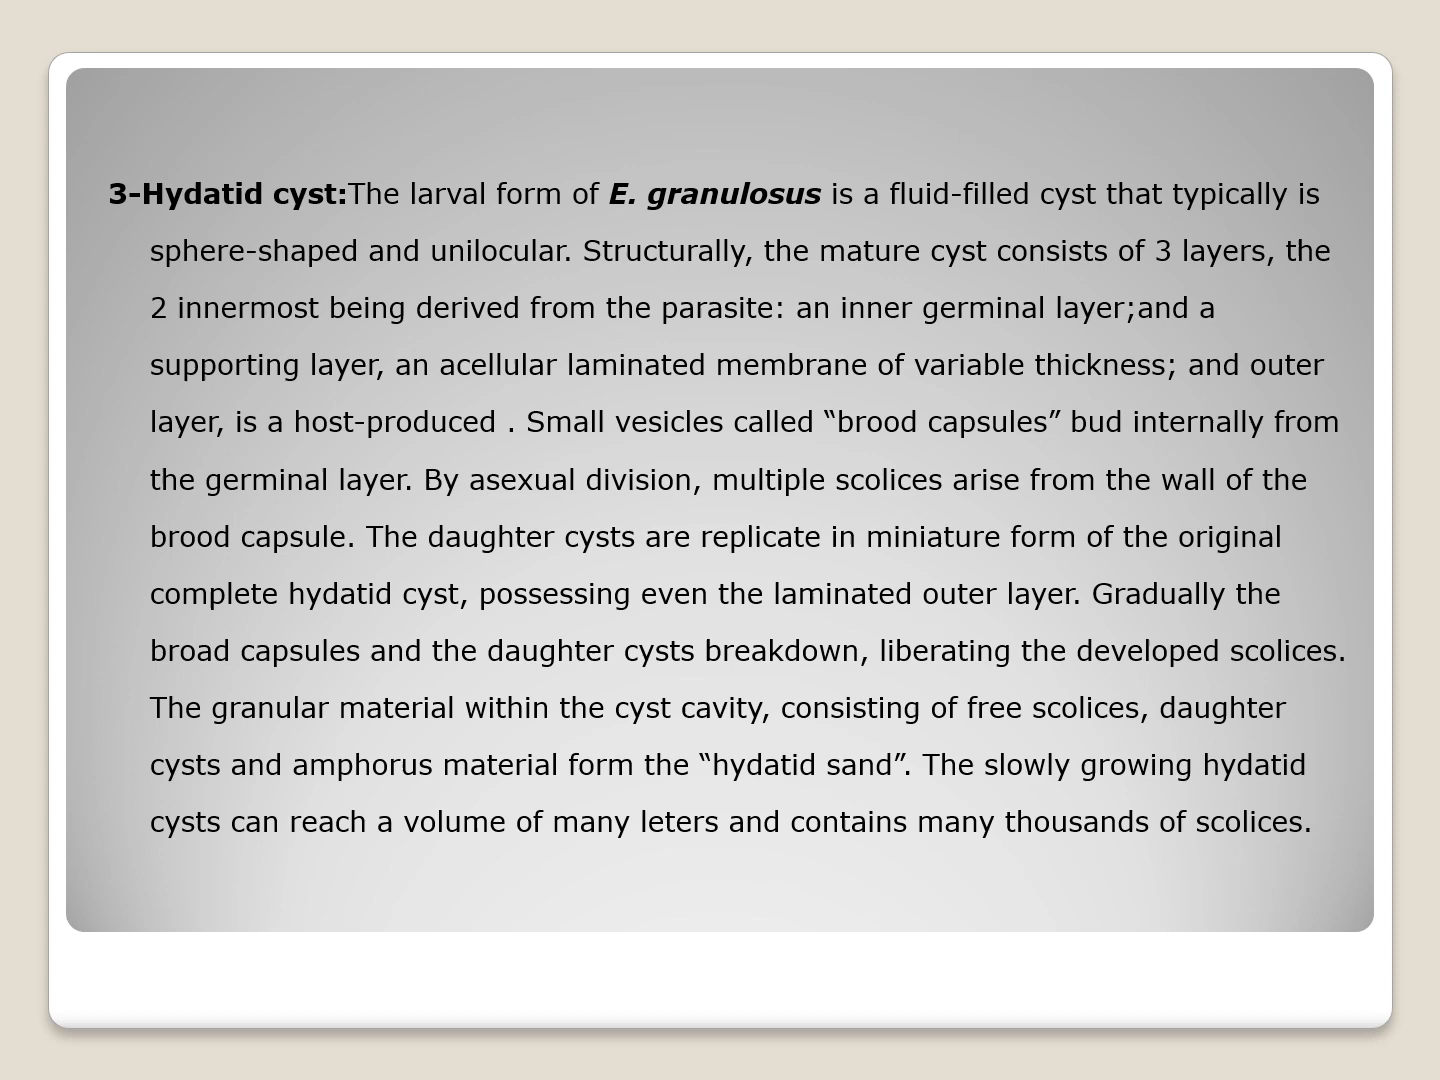 3-Hydatid cyst:The larval form of E. granulosus is a fluid-filled cyst that typically is
sphere-shaped and unilocular. Structurally, the mature cyst consists of 3 layers, the
2 innermost being derived from the parasite: an inner germinal layer;and a
supporting layer, an acellular laminated membrane of variable thickness; and outer
layer, is a host-produced . Small vesicles called “brood capsules” bud internally from
the germinal layer. By asexual division, multiple scolices arise from the wall of the
brood capsule. The daughter cysts are replicate in miniature form of the original
complete hydatid cyst, possessing even the laminated outer layer. Gradually the
broad capsules and the daughter cysts breakdown, liberating the developed scolices.
The granular material within the cyst cavity, consisting of free scolices, daughter
cysts and amphorus material form the “hydatid sand”. The slowly growing hydatid
cysts can reach a volume of many leters and contains many thousands of scolices.